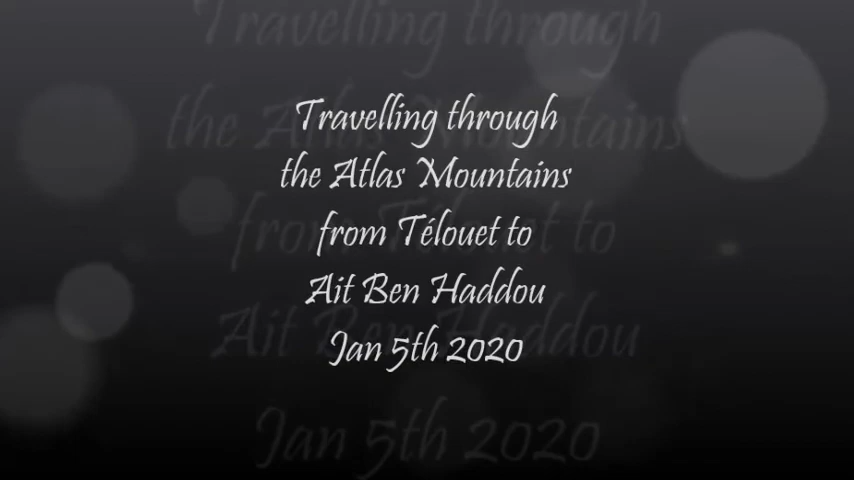 Travelling through
the Atlas Mountains
from Télouet to
Ait Ben Haddou
Jan 5th 2020